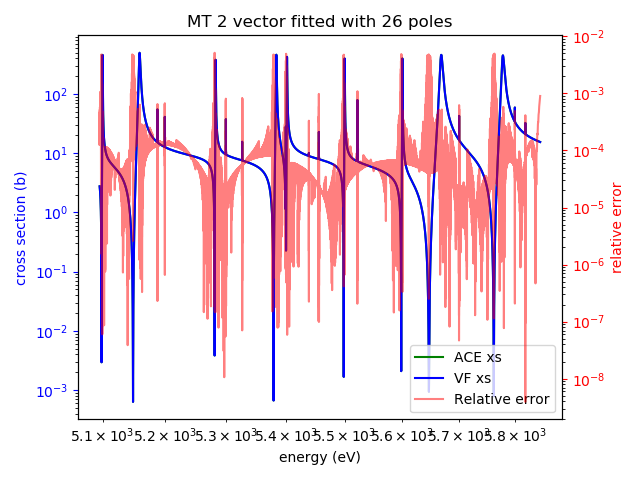 MT 2 vector fitted with 26 poles
cross section (b)
10²
10¹
10⁰
10⁻¹
10⁻²
10⁻³
10⁻²
10⁻³
10⁻⁴
10⁻⁵
10⁻⁶
10⁻⁷
10⁻⁸
relative error
ACE xs
VF xs
Relative error
5.1 × 10³ 5.2 × 10³ 5.3 × 10³ 5.4 × 10³ 5.5 × 10³ 5.6 × 10³ 5.7 × 10³ 5.8 × 10³
energy (eV)